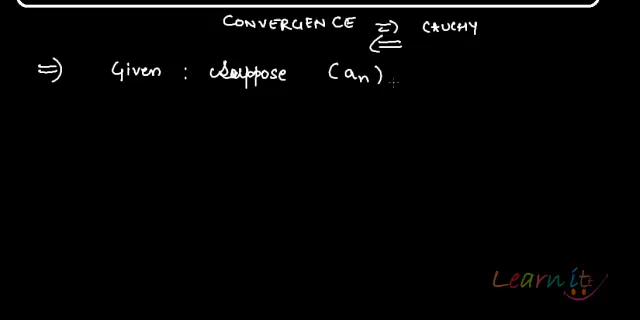 CONVERGENCE ⇒ CAUCHY
⇐
⇒ Given : Suppose (an)
Learnit